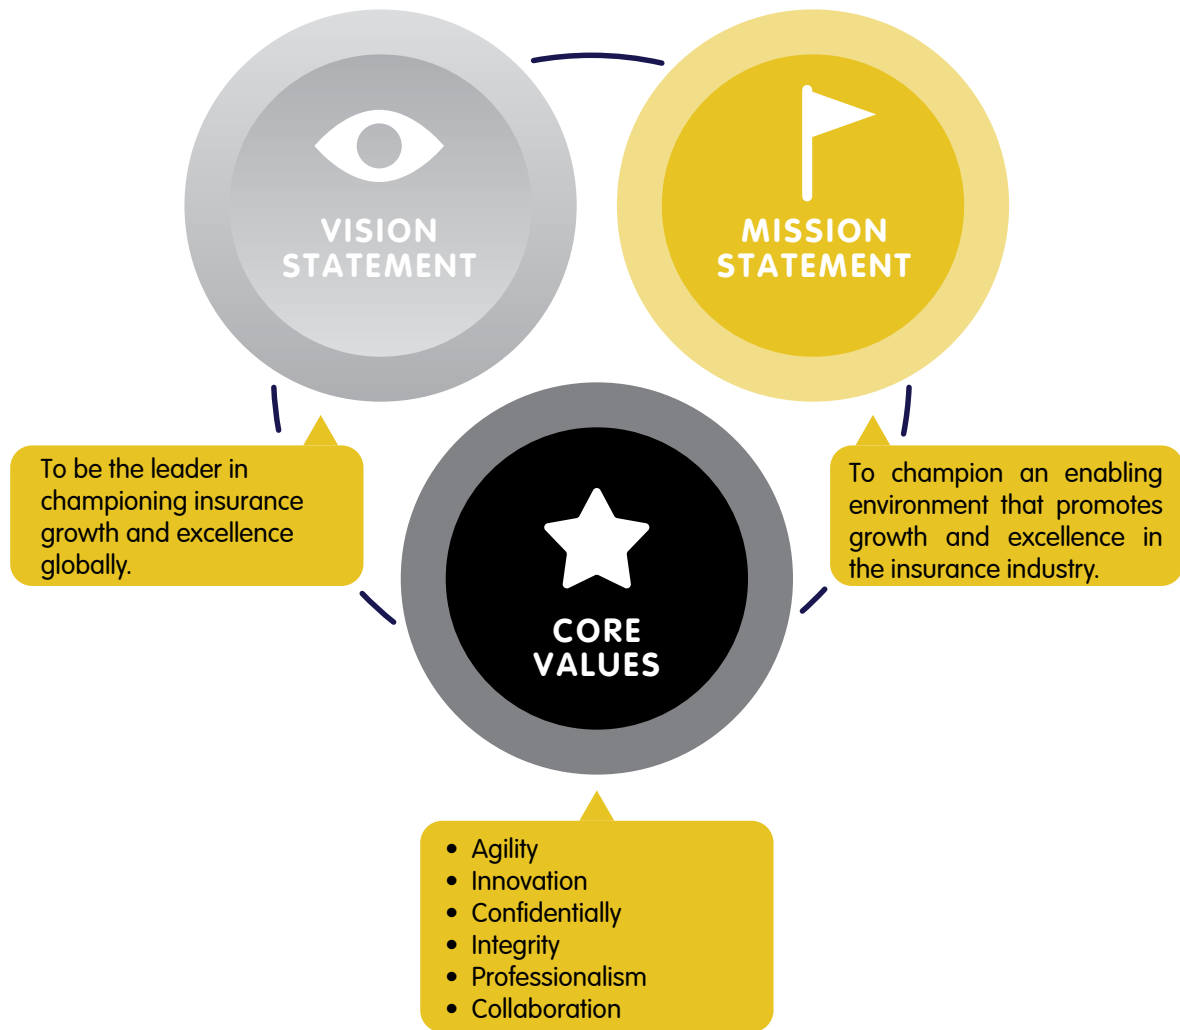 VISION
STATEMENT
MISSION
STATEMENT
To be the leader in
championing insurance
growth and excellence
globally.
To champion an enabling
environment that promotes
growth and excellence in
the insurance industry.
CORE
VALUES
• Agility
• Innovation
• Confidentially
• Integrity
• Professionalism
• Collaboration